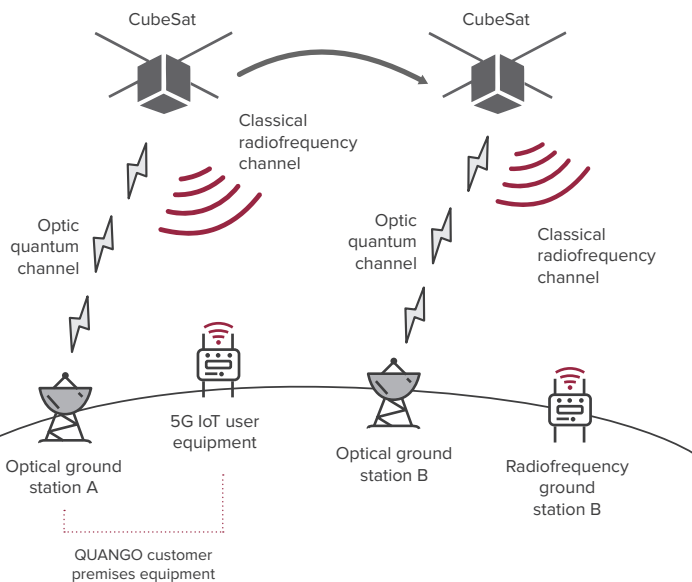 CubeSat
CubeSat
Classical
radiofrequency
channel
Optic
quantum
channel
Optic
quantum
channel
Classical
radiofrequency
channel
5G IoT user
equipment
Optical ground
station A
Optical ground
station B
Radiofrequency
ground
station B
QUANGO customer
premises equipment